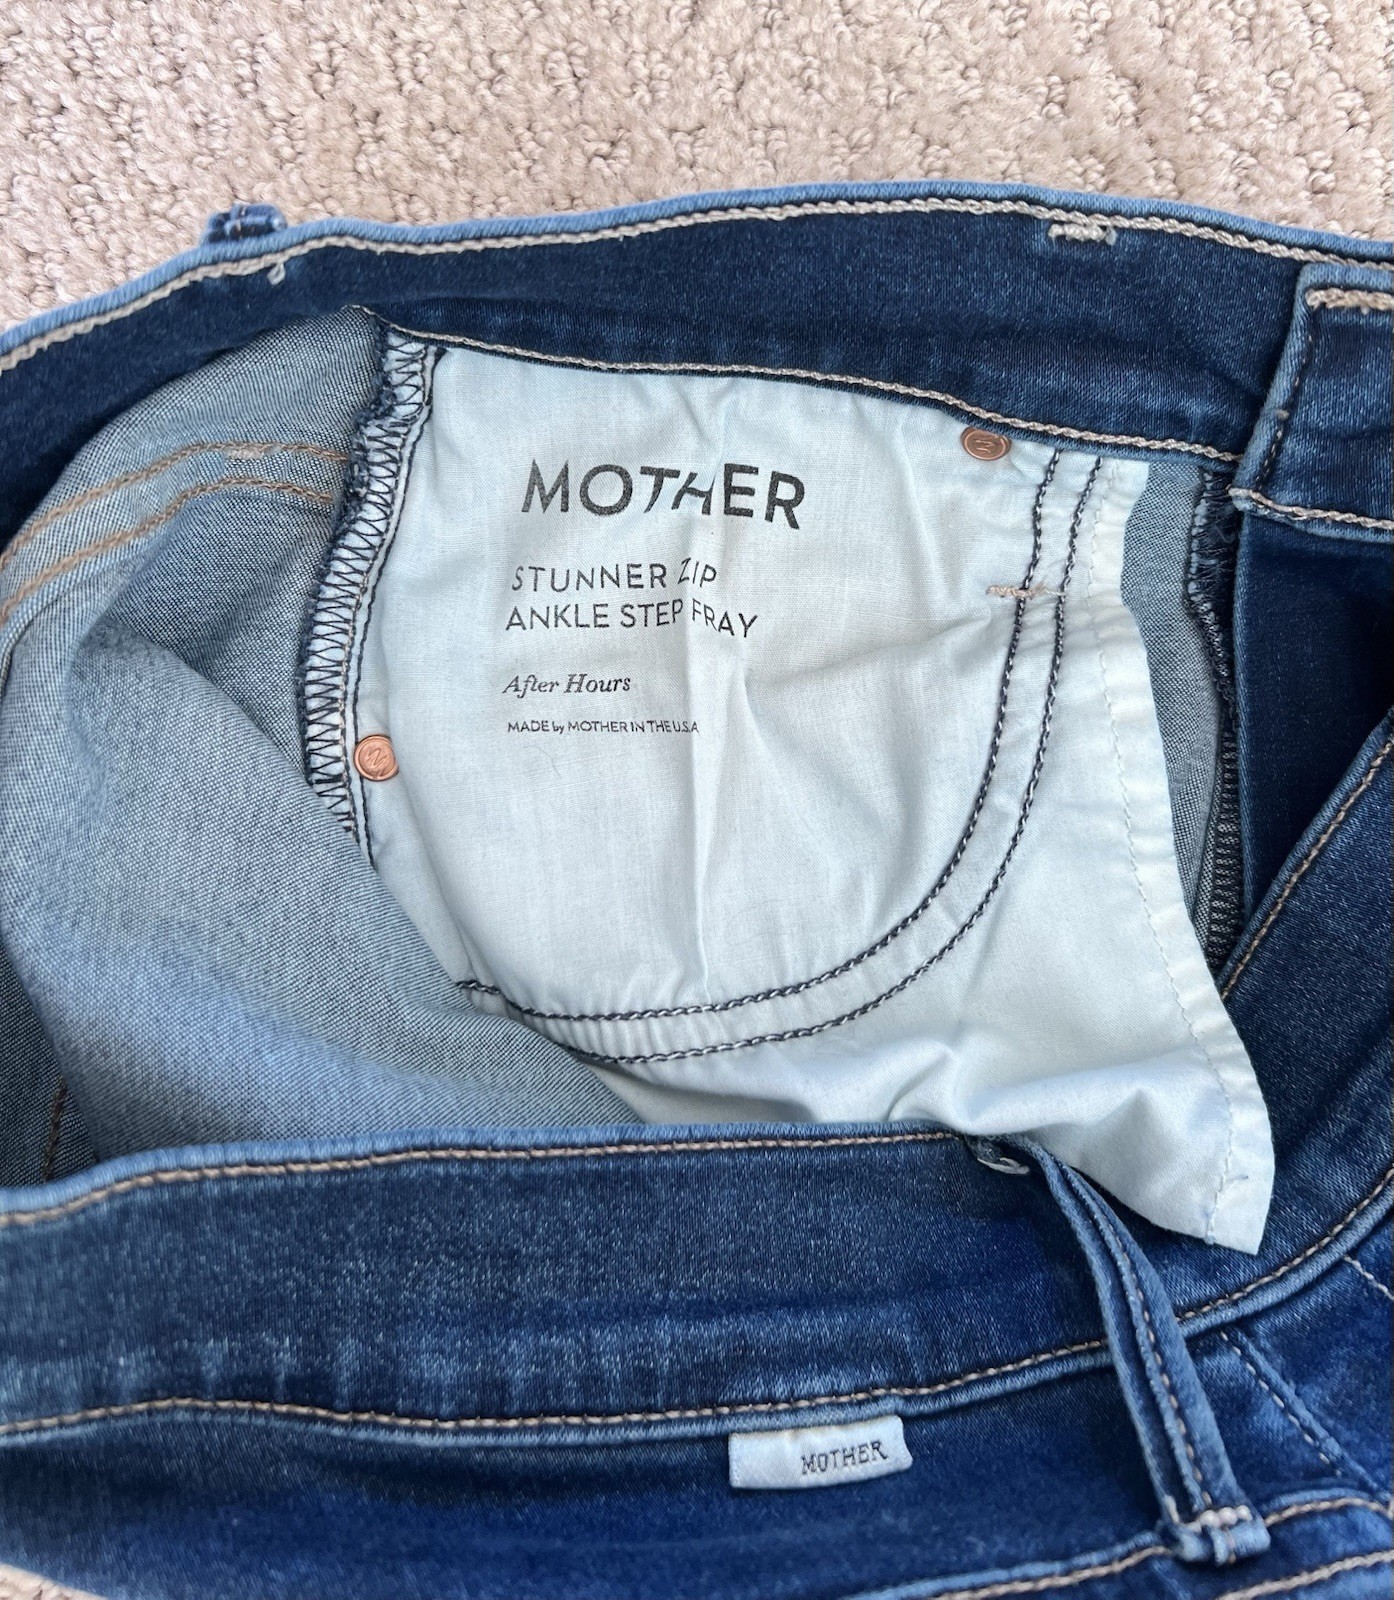 MOTHER
STUNNER ZIP
ANKLE STEP FRAY
After Hours
MADE by MOTHER IN THE U.S.A
MOTHER